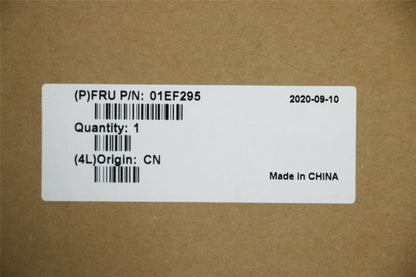 (P)FRU P/N: 01EF295
2020-09-10
Quantity: 1
(4L)Origin: CN
Made in CHINA